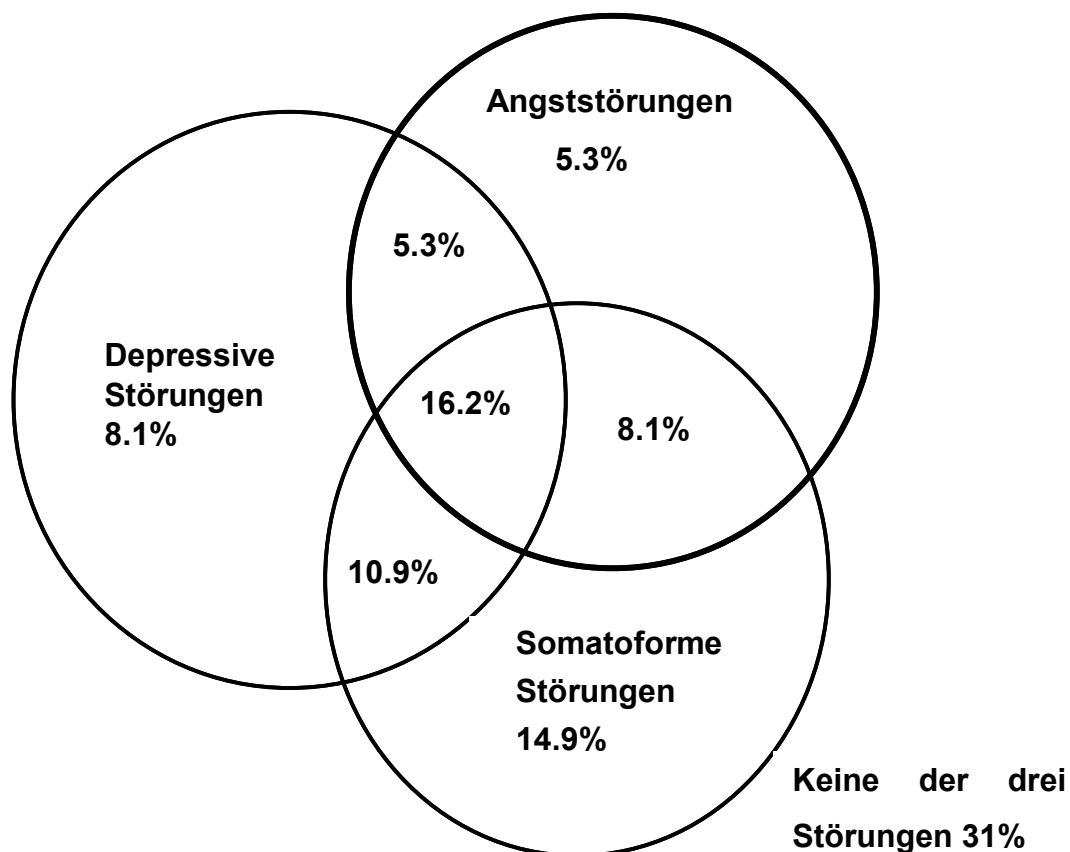 Angststörungen
5.3%
5.3%
Depressive
Störungen
8.1%
16.2%
8.1%
10.9%
Somatoforme
Störungen
14.9%
Keine der drei
Störungen 31%